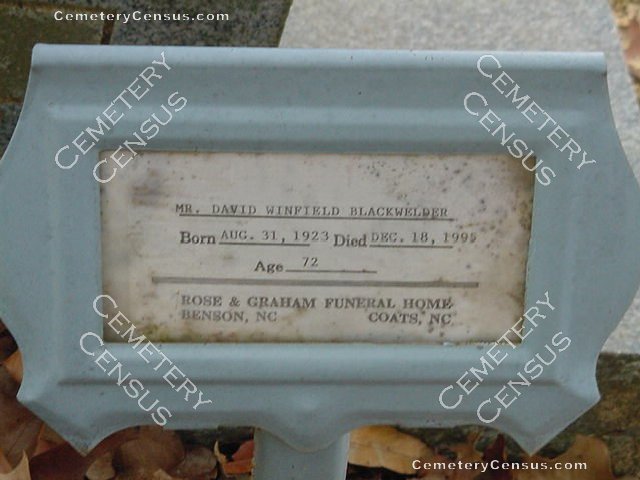 CemeteryCensus.com
CEMETERY CENSUS
CEMETERY CENSUS
MR. DAVID WINFIELD BLACKWELDER
Born AUG. 31, 1923 Died DEC. 18, 1995
Age 72
ROSE & GRAHAM FUNERAL HOME
BENSON, NC COATS, NC
CEMETERY CENSUS
CEMETERY CENSUS
CemeteryCensus.com